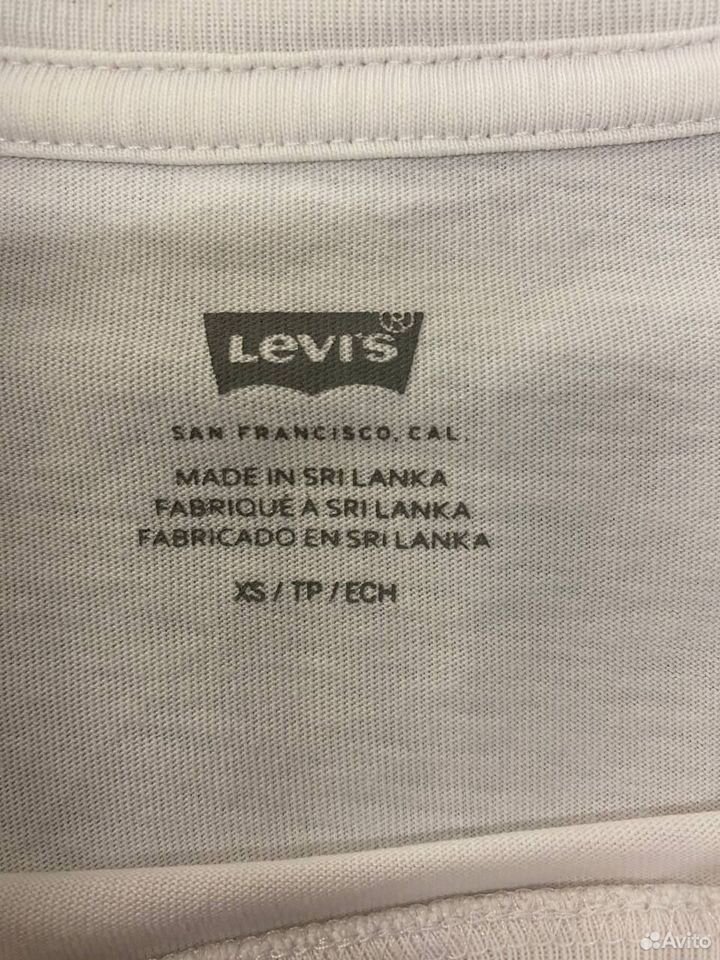 Levi's®
SAN FRANCISCO, CAL.
MADE IN SRI LANKA
FABRIQUÉ À SRI LANKA
FABRICADO EN SRI LANKA
XS / TP / ECH
Avito